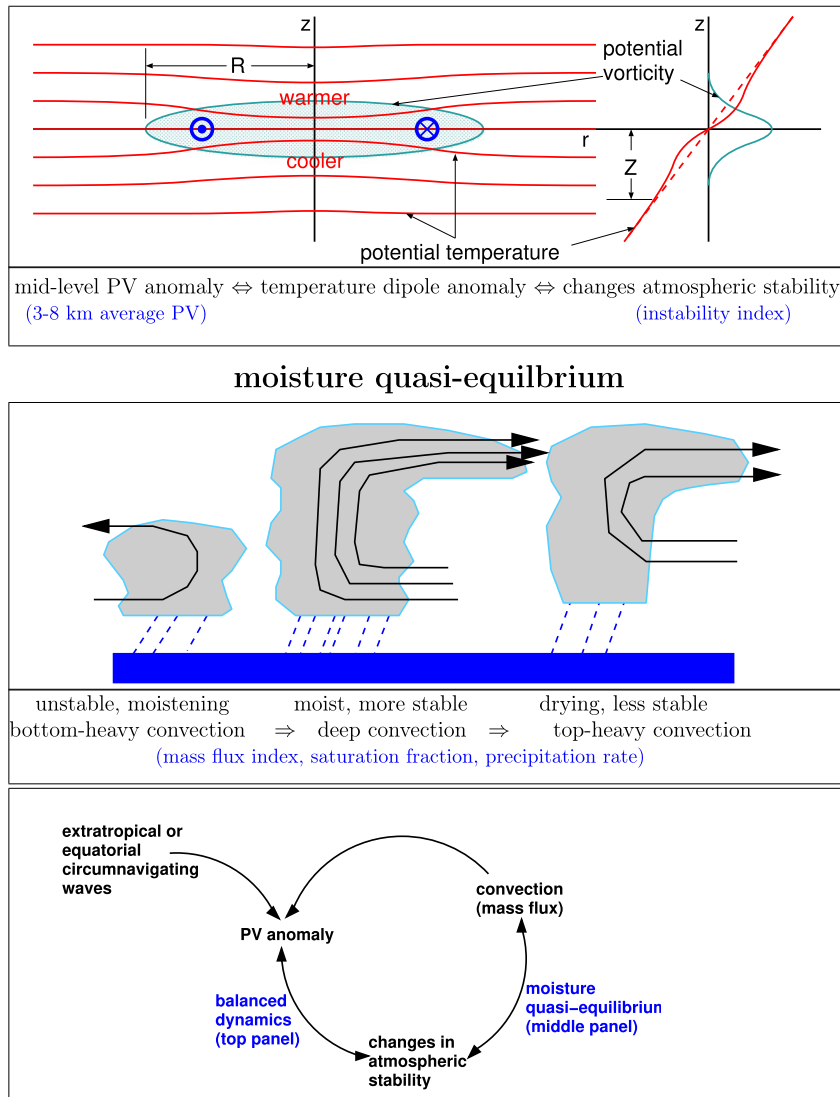 z
z
potential
vorticity
R
warmer
r
cooler
Z
potential temperature
mid-level PV anomaly ⇔ temperature dipole anomaly ⇔ changes atmospheric stability
(3-8 km average PV)
(instability index)
moisture quasi-equilbrium
unstable, moistening
moist, more stable
drying, less stable
bottom-heavy convection ⇒ deep convection ⇒ top-heavy convection
(mass flux index, saturation fraction, precipitation rate)
extratropical or
equatorial
circumnavigating
waves
convection
(mass flux)
PV anomaly
balanced
dynamics
(top panel)
moisture
quasi−equilibrium
(middle panel)
changes in
atmospheric
stability